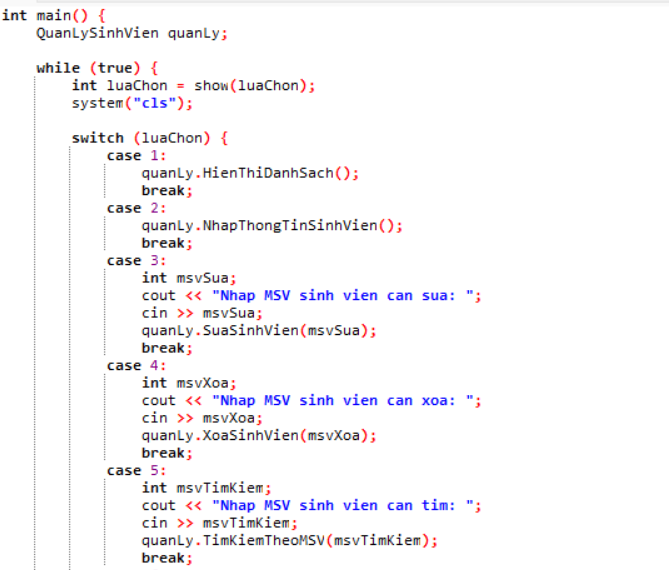 int main() {
QuanLySinhVien quanLy;
while (true) {
int luaChon = show(luaChon);
system("cls");
switch (luaChon) {
case 1:
quanLy.HienThiDanhSach();
break;
case 2:
quanLy.NhapThongTinSinhVien();
break;
case 3:
int msvSua;
cout << "Nhap MSV sinh vien can sua: ";
cin >> msvSua;
quanLy.SuaSinhVien(msvSua);
break;
case 4:
int msvXoa;
cout << "Nhap MSV sinh vien can xoa: ";
cin >> msvXoa;
quanLy.XoaSinhVien(msvXoa);
break;
case 5:
int msvTimKiem;
cout << "Nhap MSV sinh vien can tim: ";
cin >> msvTimKiem;
quanLy.TimKiemTheoMSV(msvTimKiem);
break;